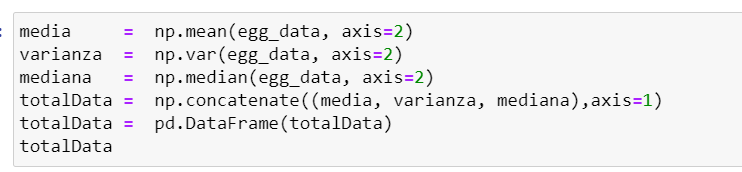 media     =  np.mean(egg_data, axis=2)
varianza  =  np.var(egg_data, axis=2)
mediana   =  np.median(egg_data, axis=2)
totalData =  np.concatenate((media, varianza, mediana),axis=1)
totalData =  pd.DataFrame(totalData)
totalData